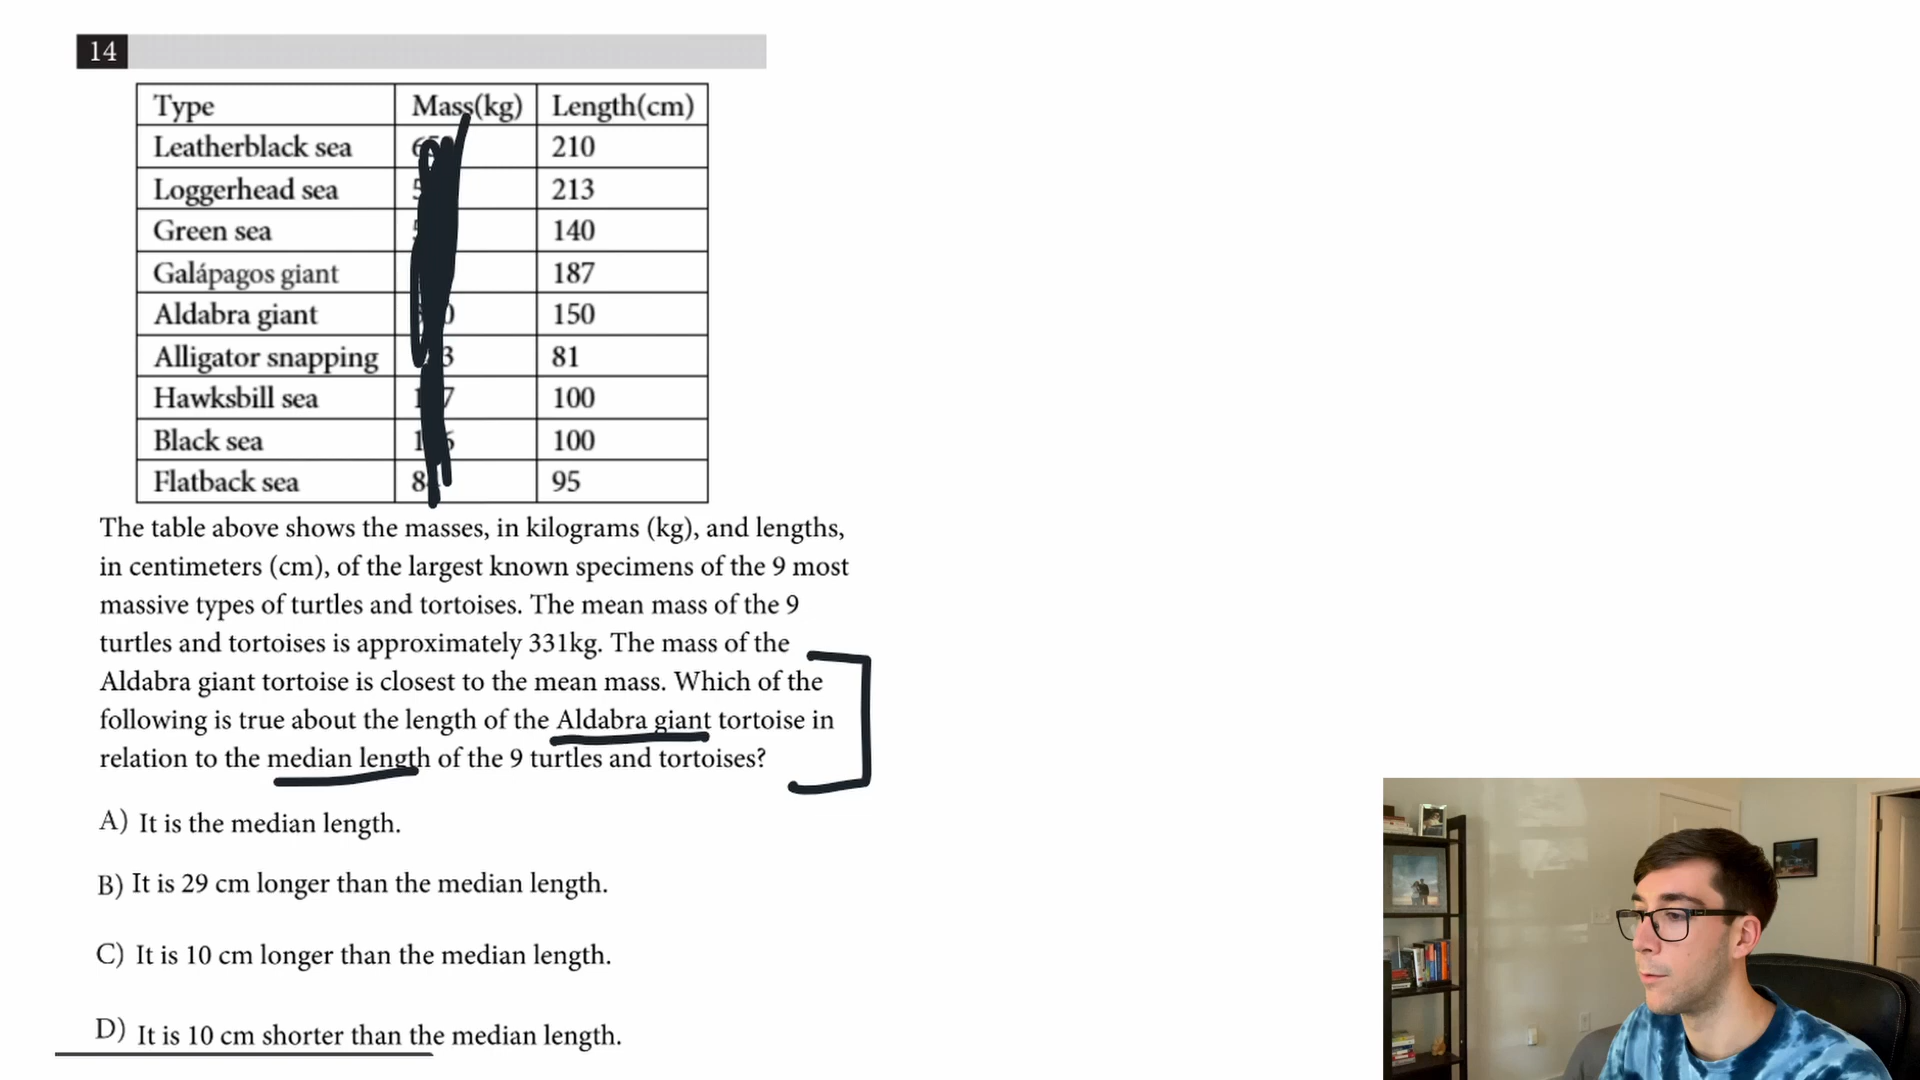 14
Type Mass(kg) Length(cm)
Leatherblack sea 210
Loggerhead sea 213
Green sea 140
Galápagos giant 187
Aldabra giant 150
Alligator snapping 81
Hawksbill sea 100
Black sea 100
Flatback sea 95
The table above shows the masses, in kilograms (kg), and lengths,
in centimeters (cm), of the largest known specimens of the 9 most
massive types of turtles and tortoises. The mean mass of the 9
turtles and tortoises is approximately 331kg. The mass of the
Aldabra giant tortoise is closest to the mean mass. Which of the
following is true about the length of the Aldabra giant tortoise in
relation to the median length of the 9 turtles and tortoises?
A) It is the median length.
B) It is 29 cm longer than the median length.
C) It is 10 cm longer than the median length.
D) It is 10 cm shorter than the median length.